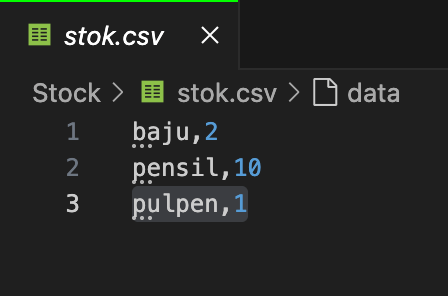 stok.csv
Stock > stok.csv > data
1 baju,2
2 pensil,10
3 pulpen,1